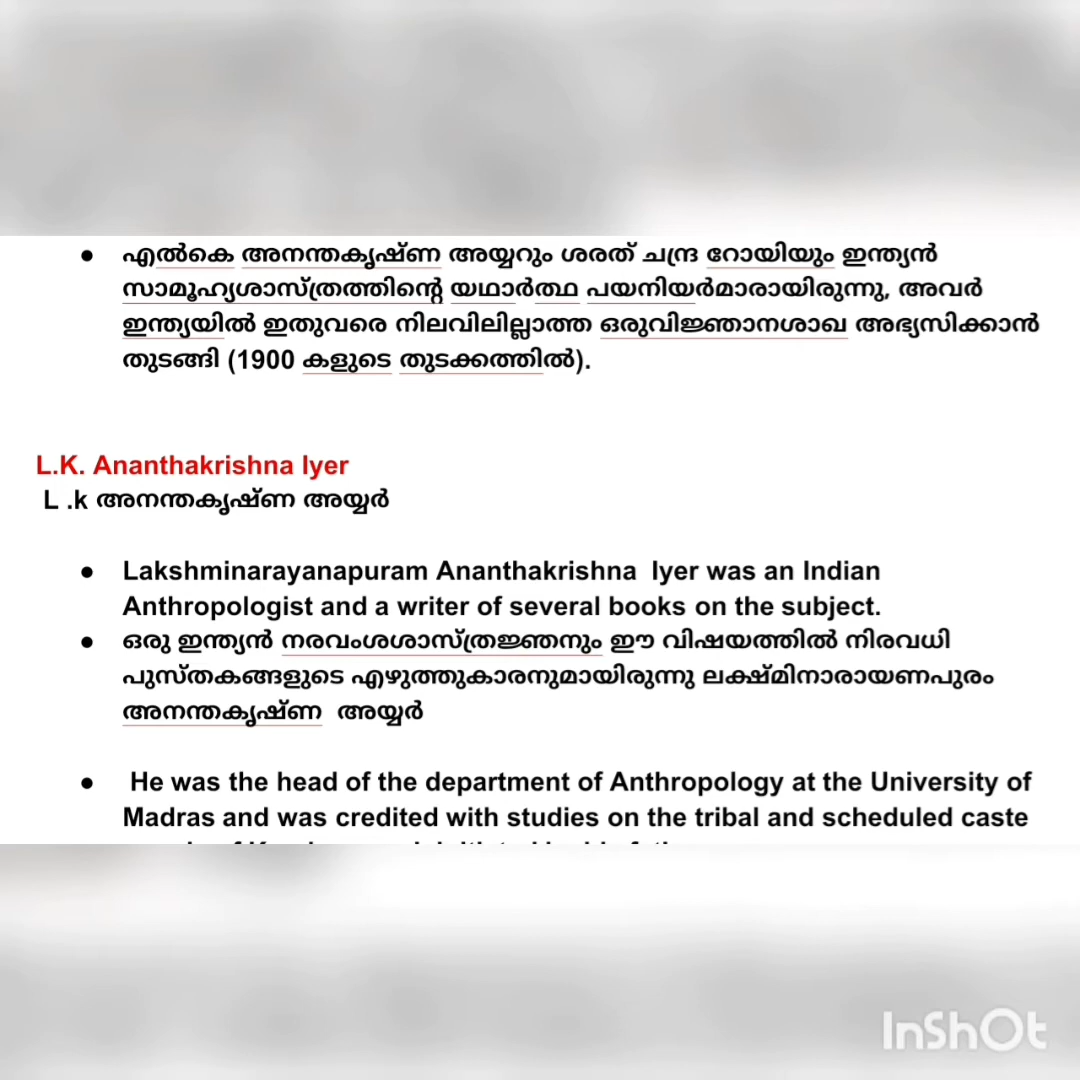 ● എൽകെ അനന്തകൃഷ്ണ അയ്യറും ശരത് ചന്ദ്ര റോയിയും ഇന്ത്യൻ
സാമൂഹ്യശാസ്ത്രത്തിന്റെ യഥാർത്ഥ പയനിയർമാരായിരുന്നു, അവർ
ഇന്ത്യയിൽ ഇതുവരെ നിലവിലില്ലാത്ത ഒരുവിജ്ഞാനശാഖ അഭ്യസിക്കാൻ
തുടങ്ങി (1900 കളുടെ തുടക്കത്തിൽ).
L.K. Ananthakrishna Iyer
L .k അനന്തകൃഷ്ണ അയ്യർ
● Lakshminarayanapuram Ananthakrishna Iyer was an Indian
Anthropologist and a writer of several books on the subject.
● ഒരു ഇന്ത്യൻ നരവംശശാസ്ത്രജ്ഞനും ഈ വിഷയത്തിൽ നിരവധി
പുസ്തകങ്ങളുടെ എഴുത്തുകാരനുമായിരുന്നു ലക്ഷ്മിനാരായണപുരം
അനന്തകൃഷ്ണ അയ്യർ
● He was the head of the department of Anthropology at the University of
Madras and was credited with studies on the tribal and scheduled caste
InShOt